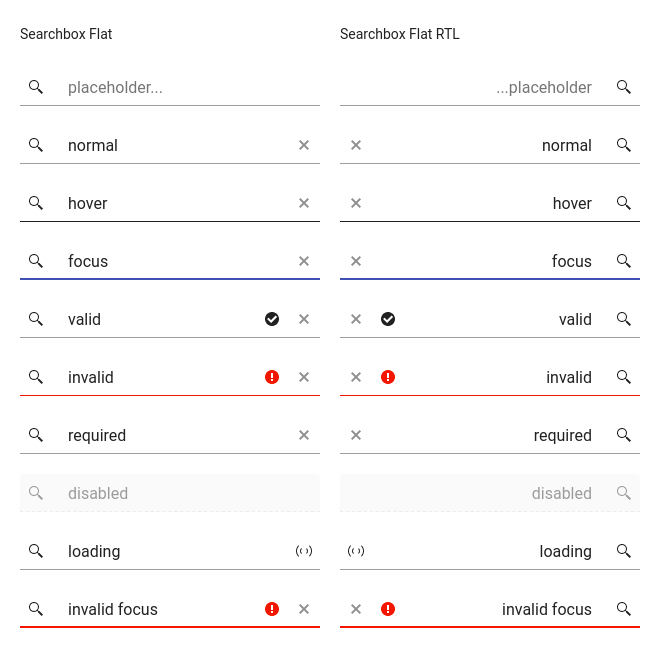 Searchbox Flat
placeholder...
normal
hover
focus
valid
invalid
required
disabled
loading
invalid focus
Searchbox Flat RTL
...placeholder
normal
hover
focus
valid
invalid
required
disabled
loading
invalid focus